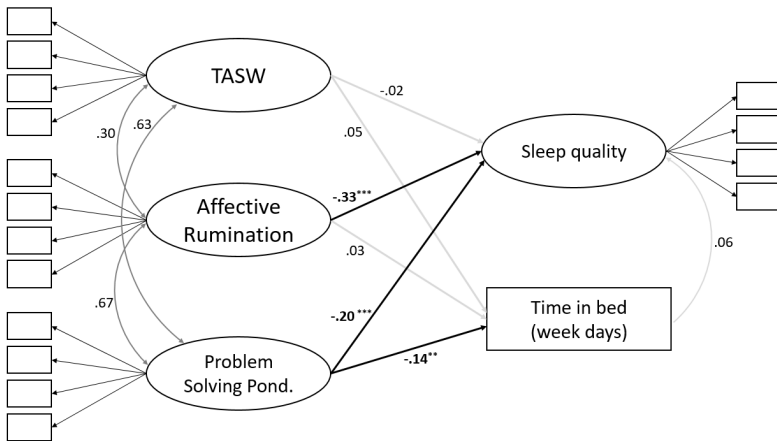 TASW
-.02
.30
.63
.05
Sleep quality
Affective
Rumination
-.33***
.03
.06
.67
Time in bed
(week days)
-.20***
Problem
Solving Pond.
-.14**